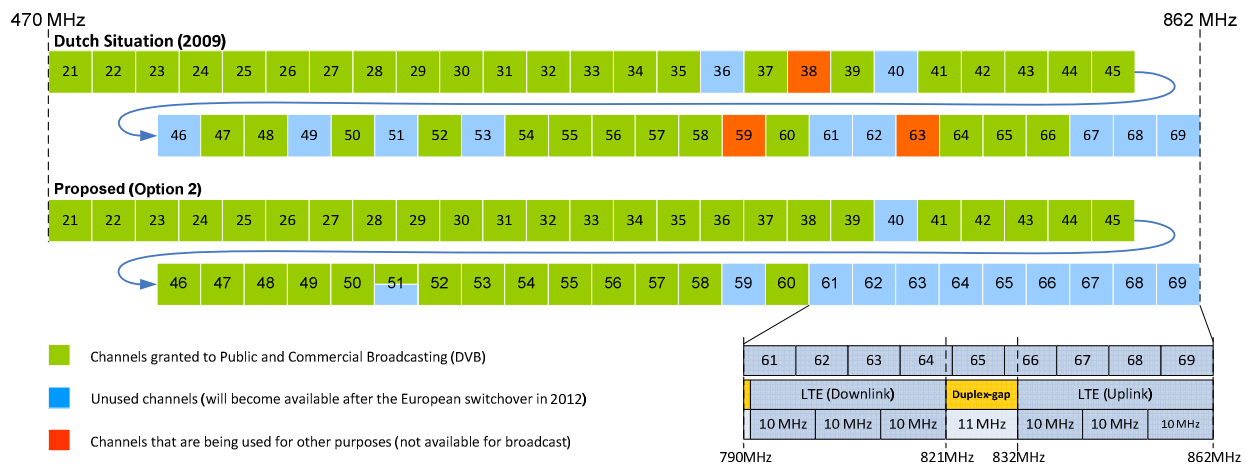 470 MHz 862 MHz
Dutch Situation (2009)
21 22 23 24 25 26 27 28 29 30 31 32 33 34 35 36 37 38 39 40 41 42 43 44 45
46 47 48 49 50 51 52 53 54 55 56 57 58 59 60 61 62 63 64 65 66 67 68 69
Proposed (Option 2)
21 22 23 24 25 26 27 28 29 30 31 32 33 34 35 36 37 38 39 40 41 42 43 44 45
46 47 48 49 50 51 52 53 54 55 56 57 58 59 60 61 62 63 64 65 66 67 68 69
Channels granted to Public and Commercial Broadcasting (DVB)
Unused channels (will become available after the European switchover in 2012)
Channels that are being used for other purposes (not available for broadcast)
61 62 63 64 65 66 67 68 69
LTE (Downlink) Duplex-gap LTE (Uplink)
10 MHz 10 MHz 10 MHz 11 MHz 10 MHz 10 MHz 10 MHz
790MHz 821MHz 832MHz 862MHz